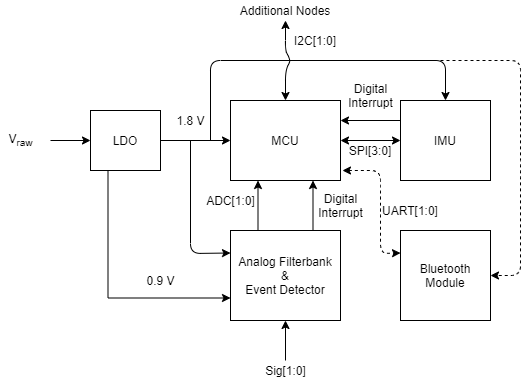 Additional Nodes
I2C[1:0]
Digital
Interrupt
1.8 V
Vraw
LDO
MCU
SPI[3:0]
IMU
ADC[1:0]
Digital
Interrupt
UART[1:0]
Analog Filterbank
&
Event Detector
Bluetooth
Module
0.9 V
Sig[1:0]